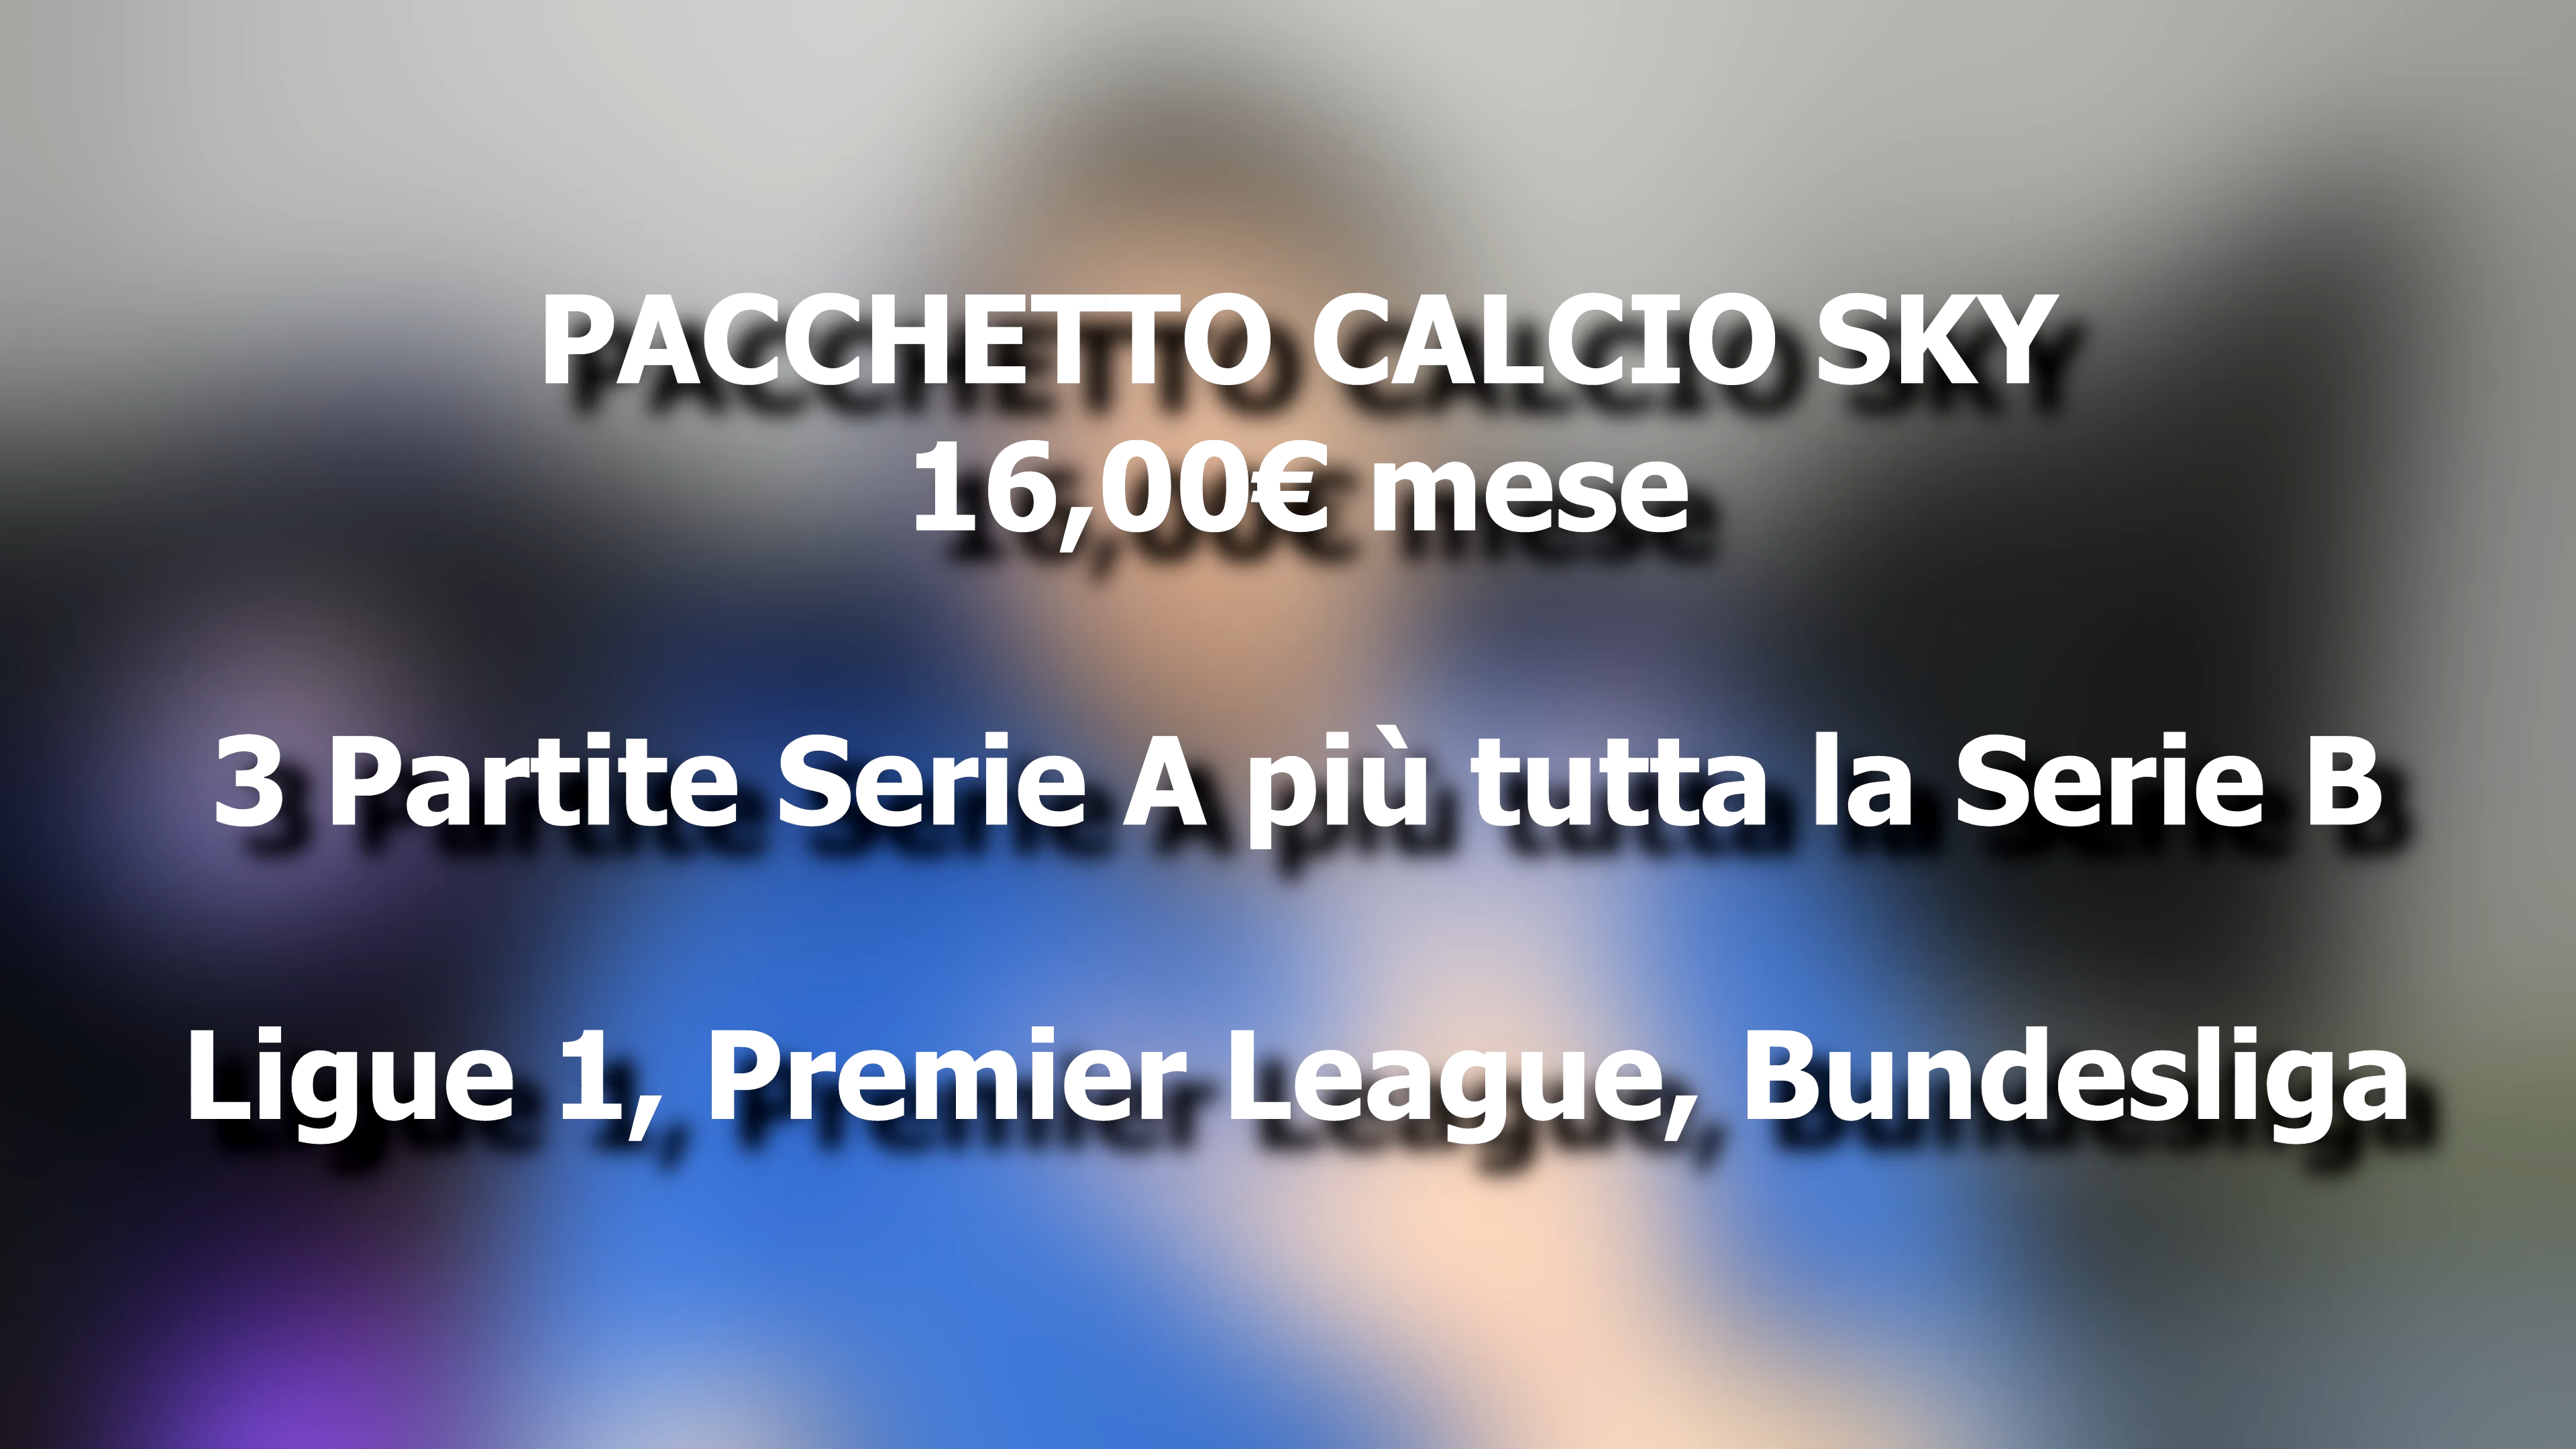 PACCHETTO CALCIO SKY
16,00€ mese
3 Partite Serie A più tutta la Serie B
Ligue 1, Premier League, Bundesliga